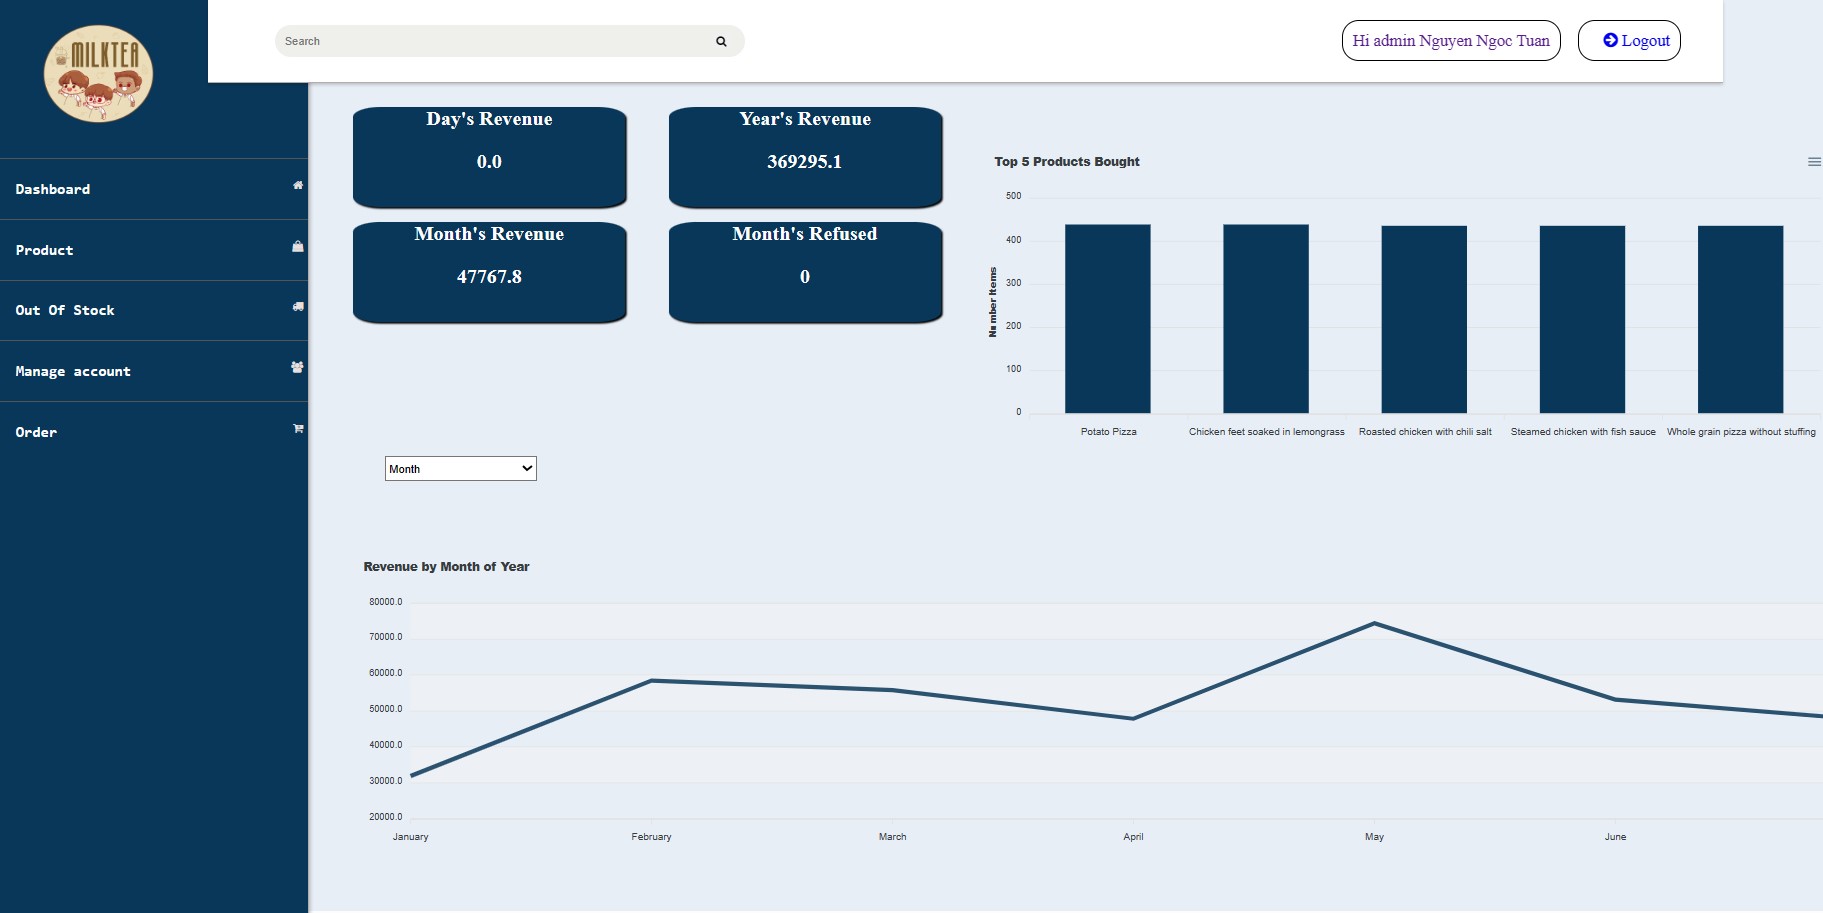 MILKTEA
Search
Hi admin Nguyen Ngoc Tuan
Logout
Dashboard
Product
Out Of Stock
Manage account
Order
Day's Revenue
0.0
Year's Revenue
369295.1
Month's Revenue
47767.8
Month's Refused
0
Top 5 Products Bought
Number Items
500
400
300
200
100
0
Potato Pizza
Chicken feet soaked in lemongrass
Roasted chicken with chili salt
Steamed chicken with fish sauce
Whole grain pizza without stuffing
Month
Revenue by Month of Year
80000.0
70000.0
60000.0
50000.0
40000.0
30000.0
20000.0
January
February
March
April
May
June